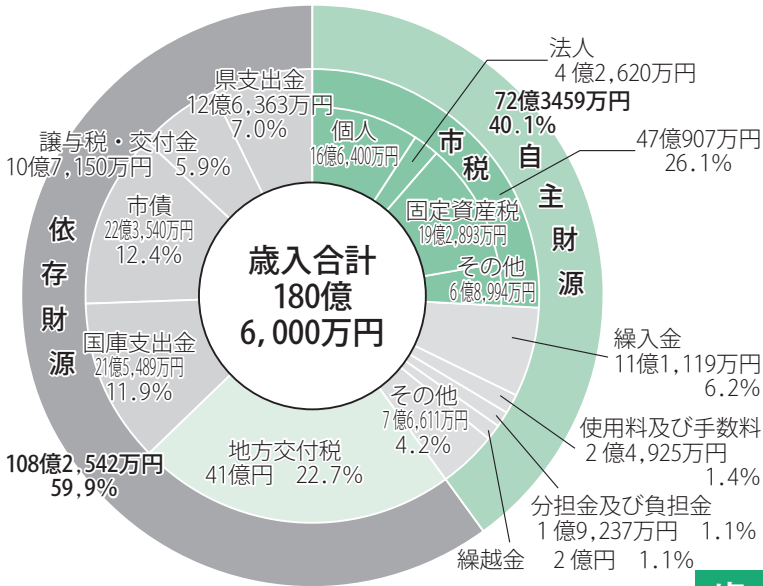 法人
4億2,620万円
72億3459万円
40.1%
47億907万円
26.1%
自主財源
市税
個人
16億6,400万円
固定資産税
19億2,893万円
その他
6億8,994万円
繰入金
11億1,119万円
6.2%
使用料及び手数料
2億4,925万円
1.4%
分担金及び負担金
1億9,237万円 1.1%
繰越金 2億円 1.1%
その他
7億6,611万円
4.2%
地方交付税
41億円 22.7%
108億2,542万円
59,9%
国庫支出金
21億5,489万円
11.9%
依存財源
市債
22億3,540万円
12.4%
譲与税・交付金
10億7,150万円 5.9%
県支出金
12億6,363万円
7.0%
歳入合計
180億
6,000万円